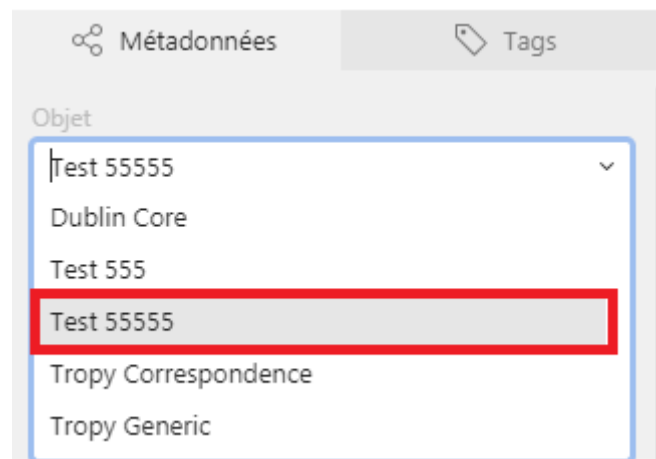 Métadonnées
Tags
Objet
Test 55555
Dublin Core
Test 555
Test 55555
Tropy Correspondence
Tropy Generic